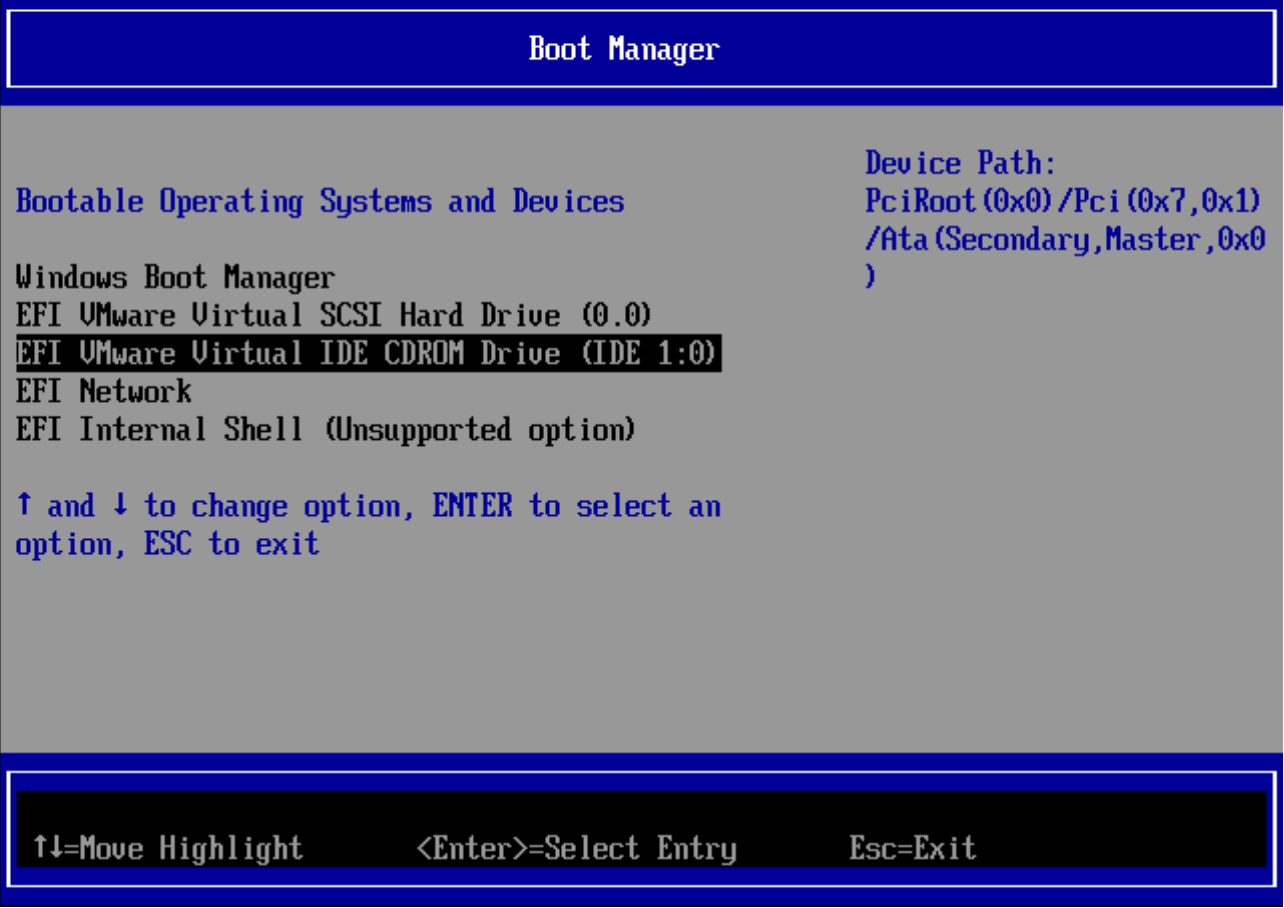 Boot Manager
Bootable Operating Systems and Devices
Windows Boot Manager
EFI VMware Virtual SCSI Hard Drive (0.0)
EFI VMware Virtual IDE CDROM Drive (IDE 1:0)
EFI Network
EFI Internal Shell (Unsupported option)
↑ and ↓ to change option, ENTER to select an
option, ESC to exit
Device Path:
PciRoot(0x0)/Pci(0x7,0x1)
/Ata(Secondary,Master,0x0
)
↑↓=Move Highlight <Enter>=Select Entry Esc=Exit